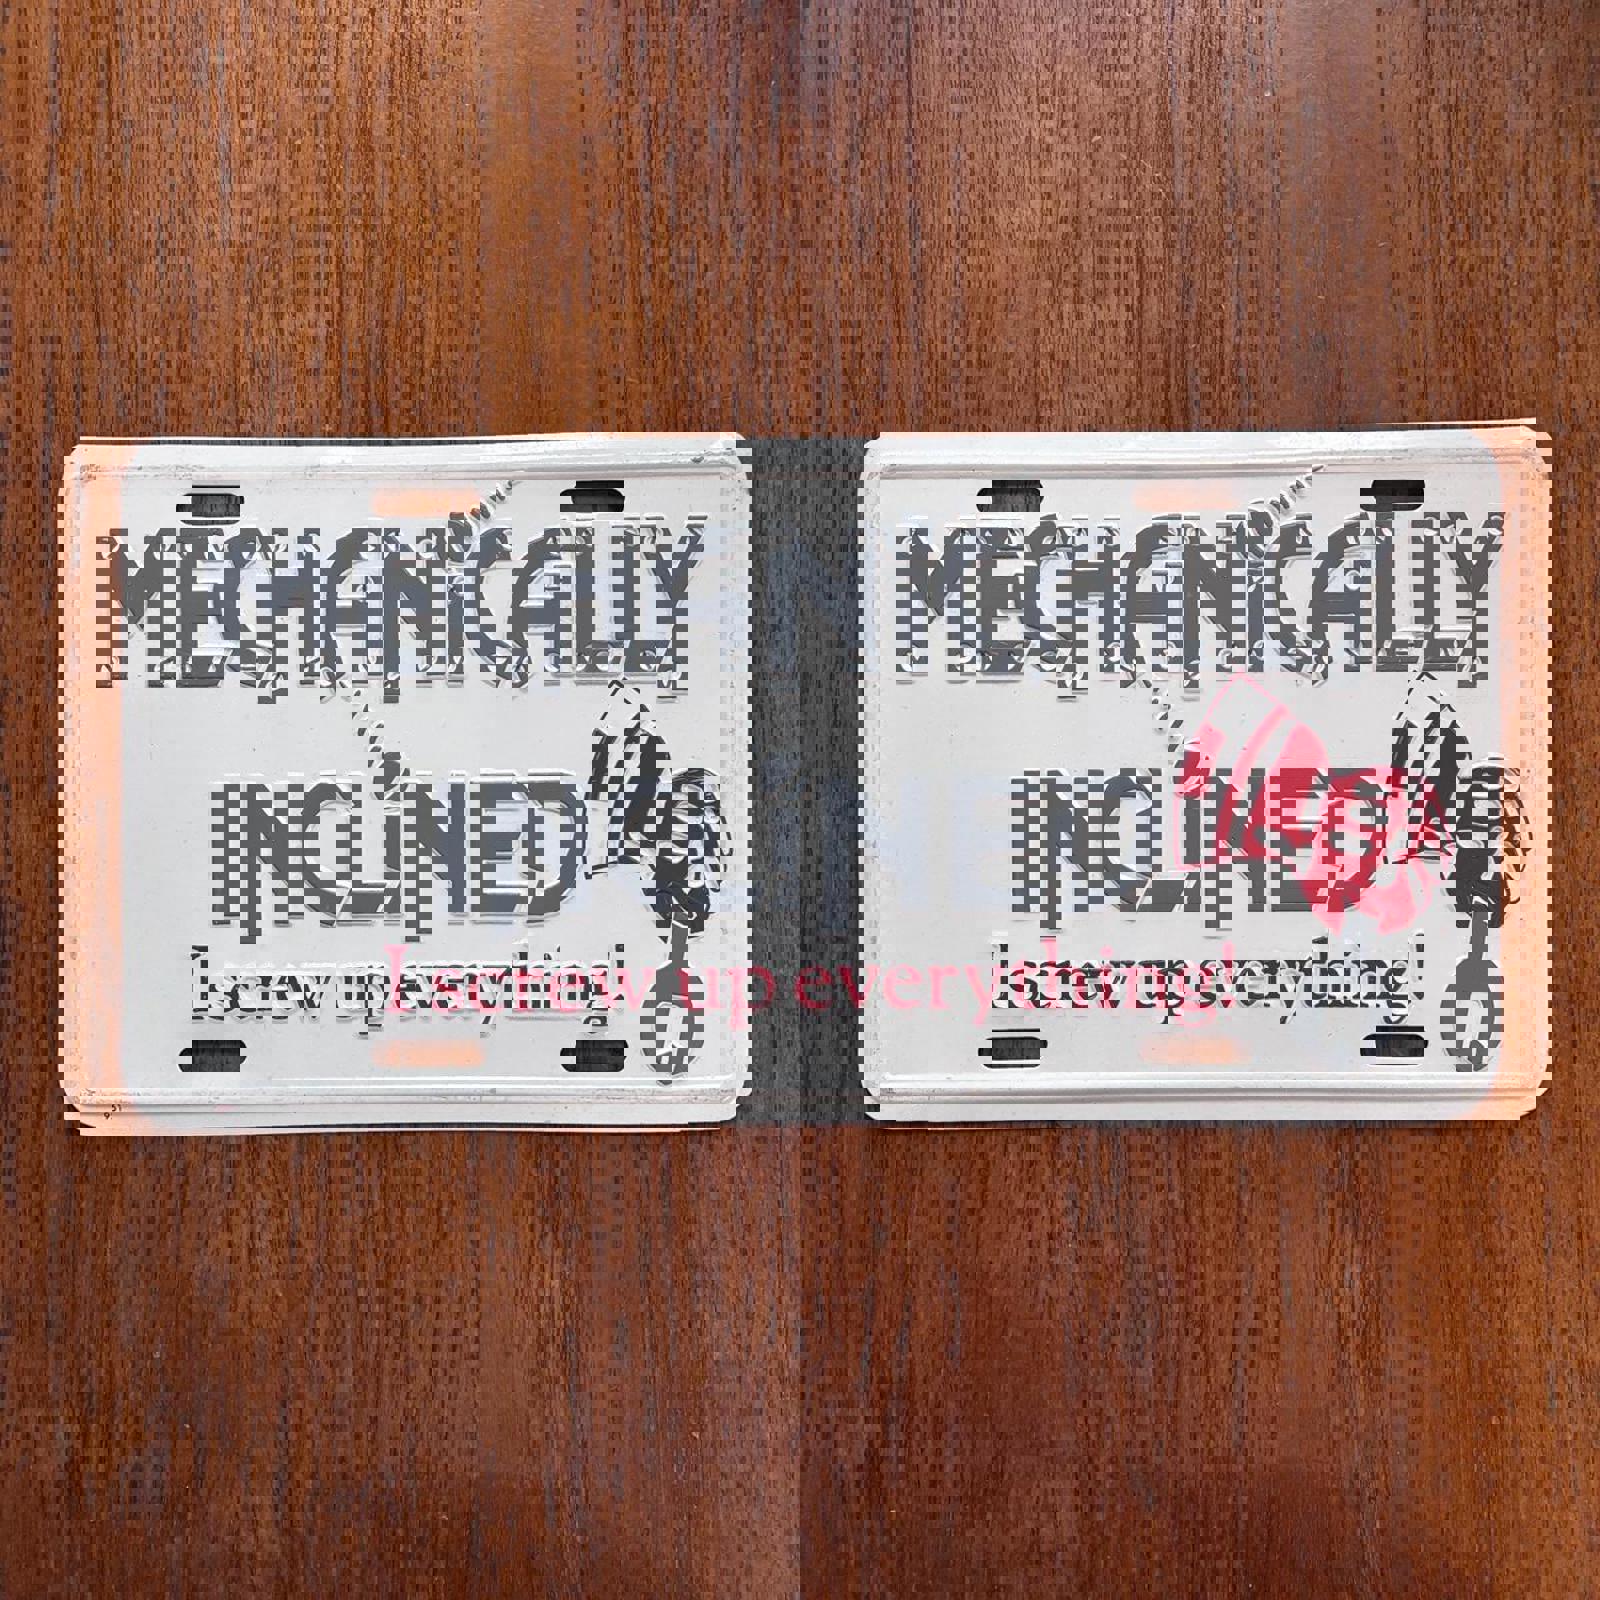 MECHANICALLY MECHANICALLY
INCLINED INCLINED
I screw up everything! I screw up everything! I screw up everything!